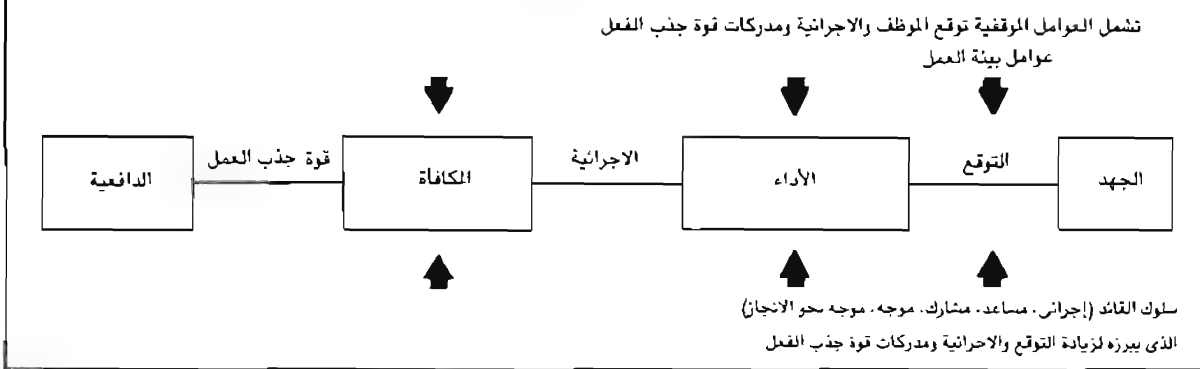 تشمل العوامل الموقفية توقع الموظف والاجرائية ومدركات قوة جذب الفعل
عوامل بيئة العمل
الجهد
التوقع
الأداء
الاجرائية
المكافأة
قوة جذب العمل
الدافعية
سلوك القائد (إجرائى، مساعد، مشارك، موجه، موجه نحو الانجاز)
الذى يبرزه لزيادة التوقع والاجرائية ومدركات قوة جذب الفعل